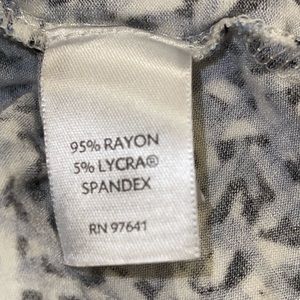 95% RAYON
5% LYCRA®
SPANDEX
RN 97641